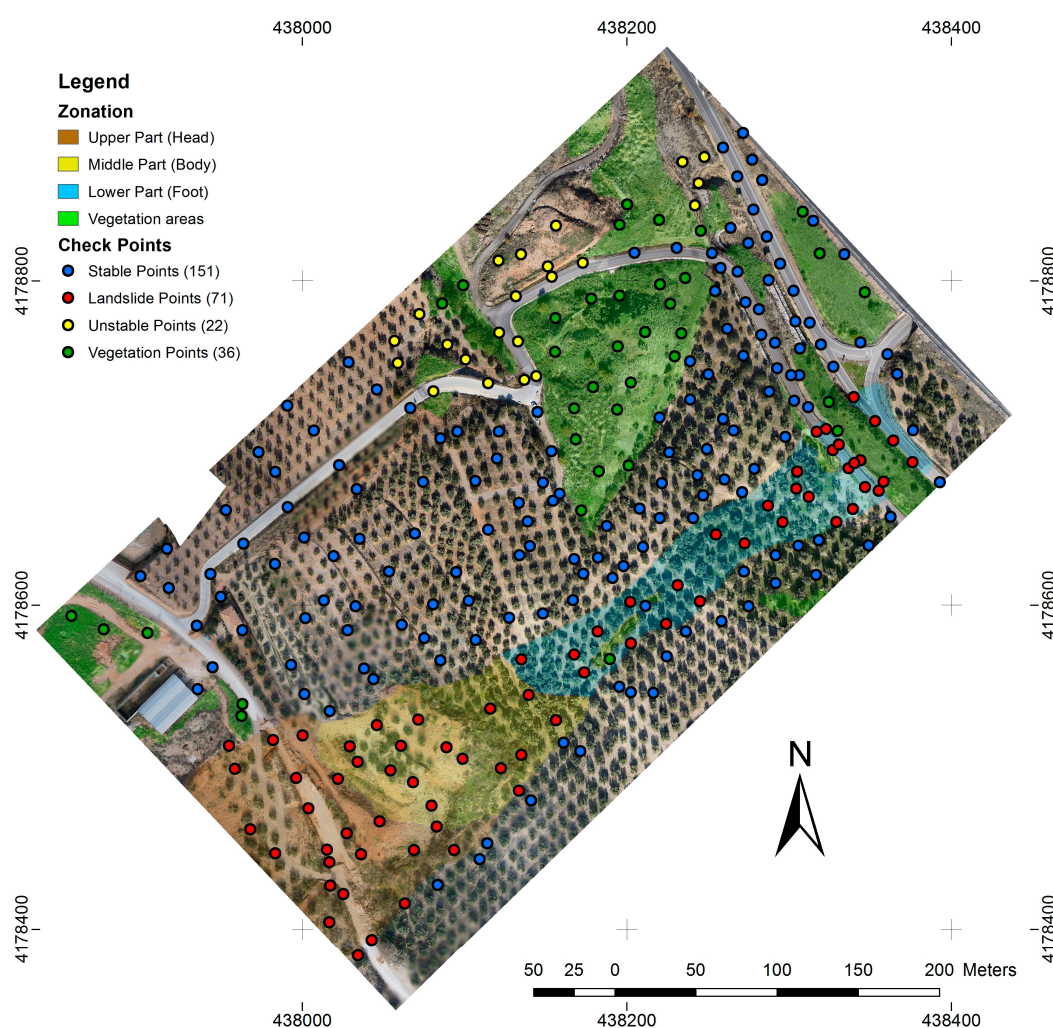 438000
438200
438400
Legend
Zonation
Upper Part (Head)
Middle Part (Body)
Lower Part (Foot)
Vegetation areas
Check Points
Stable Points (151)
Landslide Points (71)
Unstable Points (22)
Vegetation Points (36)
4178800
4178800
4178600
4178600
N
4178400
4178400
50 25 0 50 100 150 200 Meters
438000
438200
438400